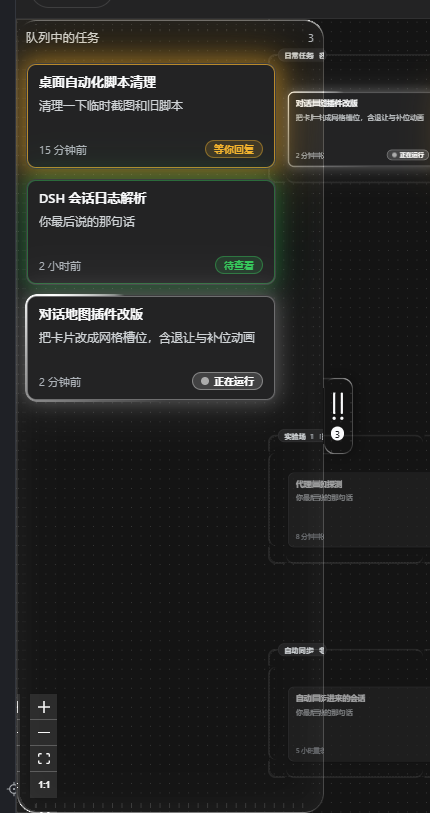 队列中的任务
3
桌面自动化脚本清理
清理一下临时截图和旧脚本
15 分钟前
等你回复
DSH 会话日志解析
你最后说的那句话
2 小时前
待查看
对话地图插件改版
把卡片改成网格槽位，含退让与补位动画
2 分钟前
正在运行
日常任务
对话地图插件改版
把卡片改成网格槽位，含退让与补位动画
正在运行
3
实验场 1
你最后说的那句话
自动同步
自动同步进来的会话
你最后说的那句话
1:1